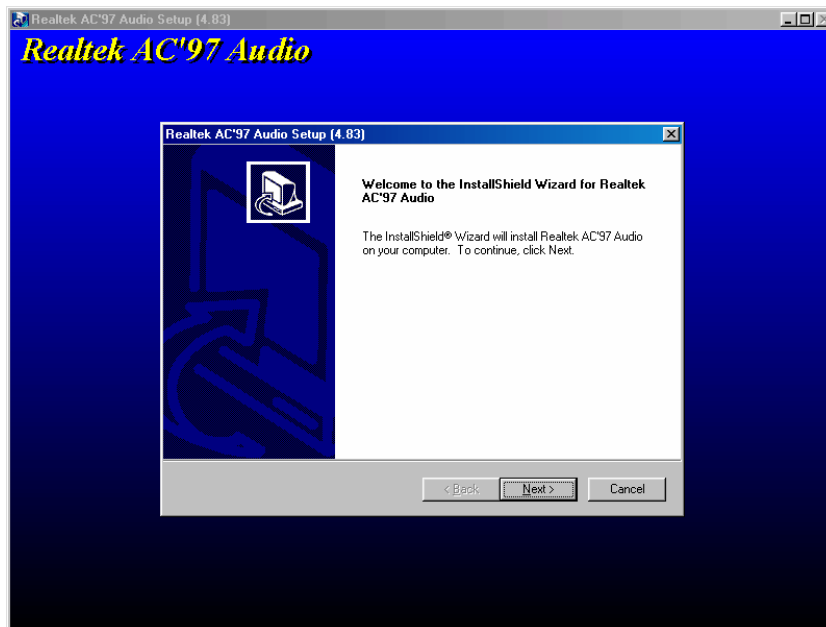 Realtek AC'97 Audio Setup (4.83)
Realtek AC'97 Audio
Realtek AC'97 Audio Setup (4.83)
Welcome to the InstallShield Wizard for Realtek
AC'97 Audio
The InstallShield® Wizard will install Realtek AC'97 Audio
on your computer. To continue, click Next.
< Back Next > Cancel